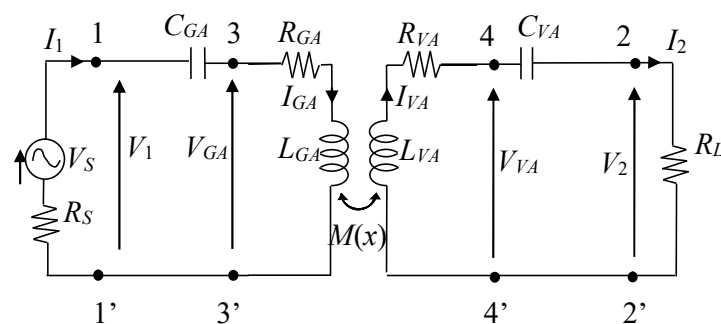 I1 1 CGA 3 RGA RVA 4 CVA 2 I2
IGA IVA
VS V1 VGA LGA LVA VVA V2 RL
RS
M(x)
1’ 3’ 4’ 2’